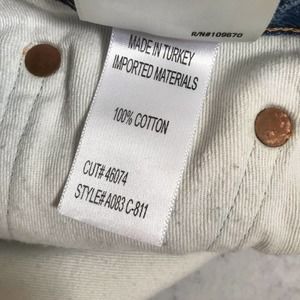 R/N#109670
MADE IN TURKEY
IMPORTED MATERIALS
100% COTTON
CUT# 46074
STYLE# A083 C-811